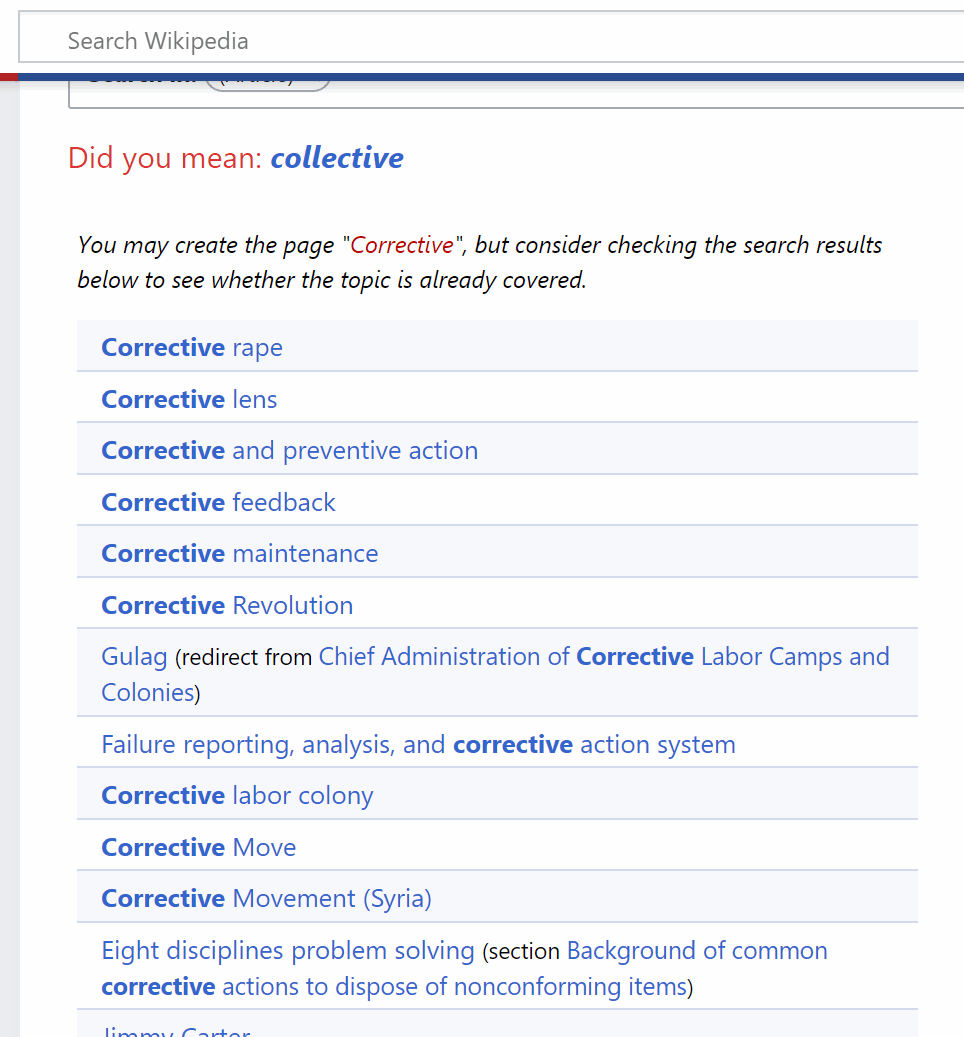 Search Wikipedia
Did you mean: collective
You may create the page "Corrective", but consider checking the search results
below to see whether the topic is already covered.
Corrective rape
Corrective lens
Corrective and preventive action
Corrective feedback
Corrective maintenance
Corrective Revolution
Gulag (redirect from Chief Administration of Corrective Labor Camps and
Colonies)
Failure reporting, analysis, and corrective action system
Corrective labor colony
Corrective Move
Corrective Movement (Syria)
Eight disciplines problem solving (section Background of common
corrective actions to dispose of nonconforming items)
Jimmy Carter